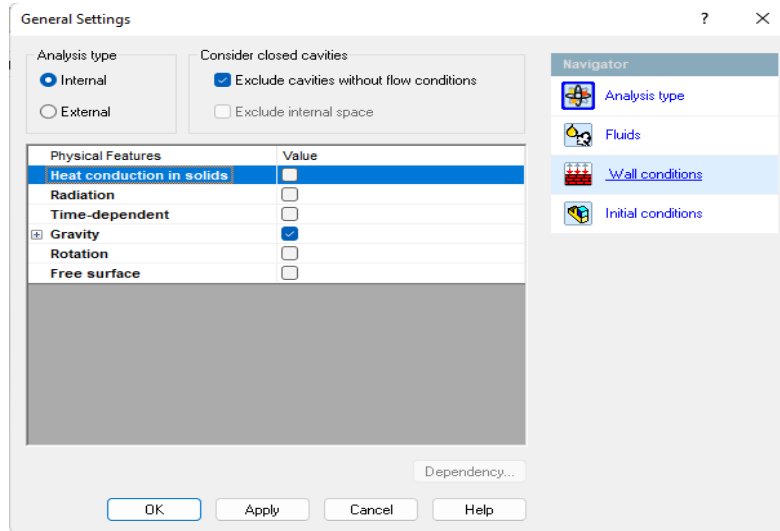 General Settings
?
Analysis type
Internal
External
Consider closed cavities
Exclude cavities without flow conditions
Exclude internal space
Physical Features Value
Heat conduction in solids
Radiation
Time-dependent
Gravity
Rotation
Free surface
Dependency...
OK Apply Cancel Help
Navigator
Analysis type
Fluids
Wall conditions
Initial conditions